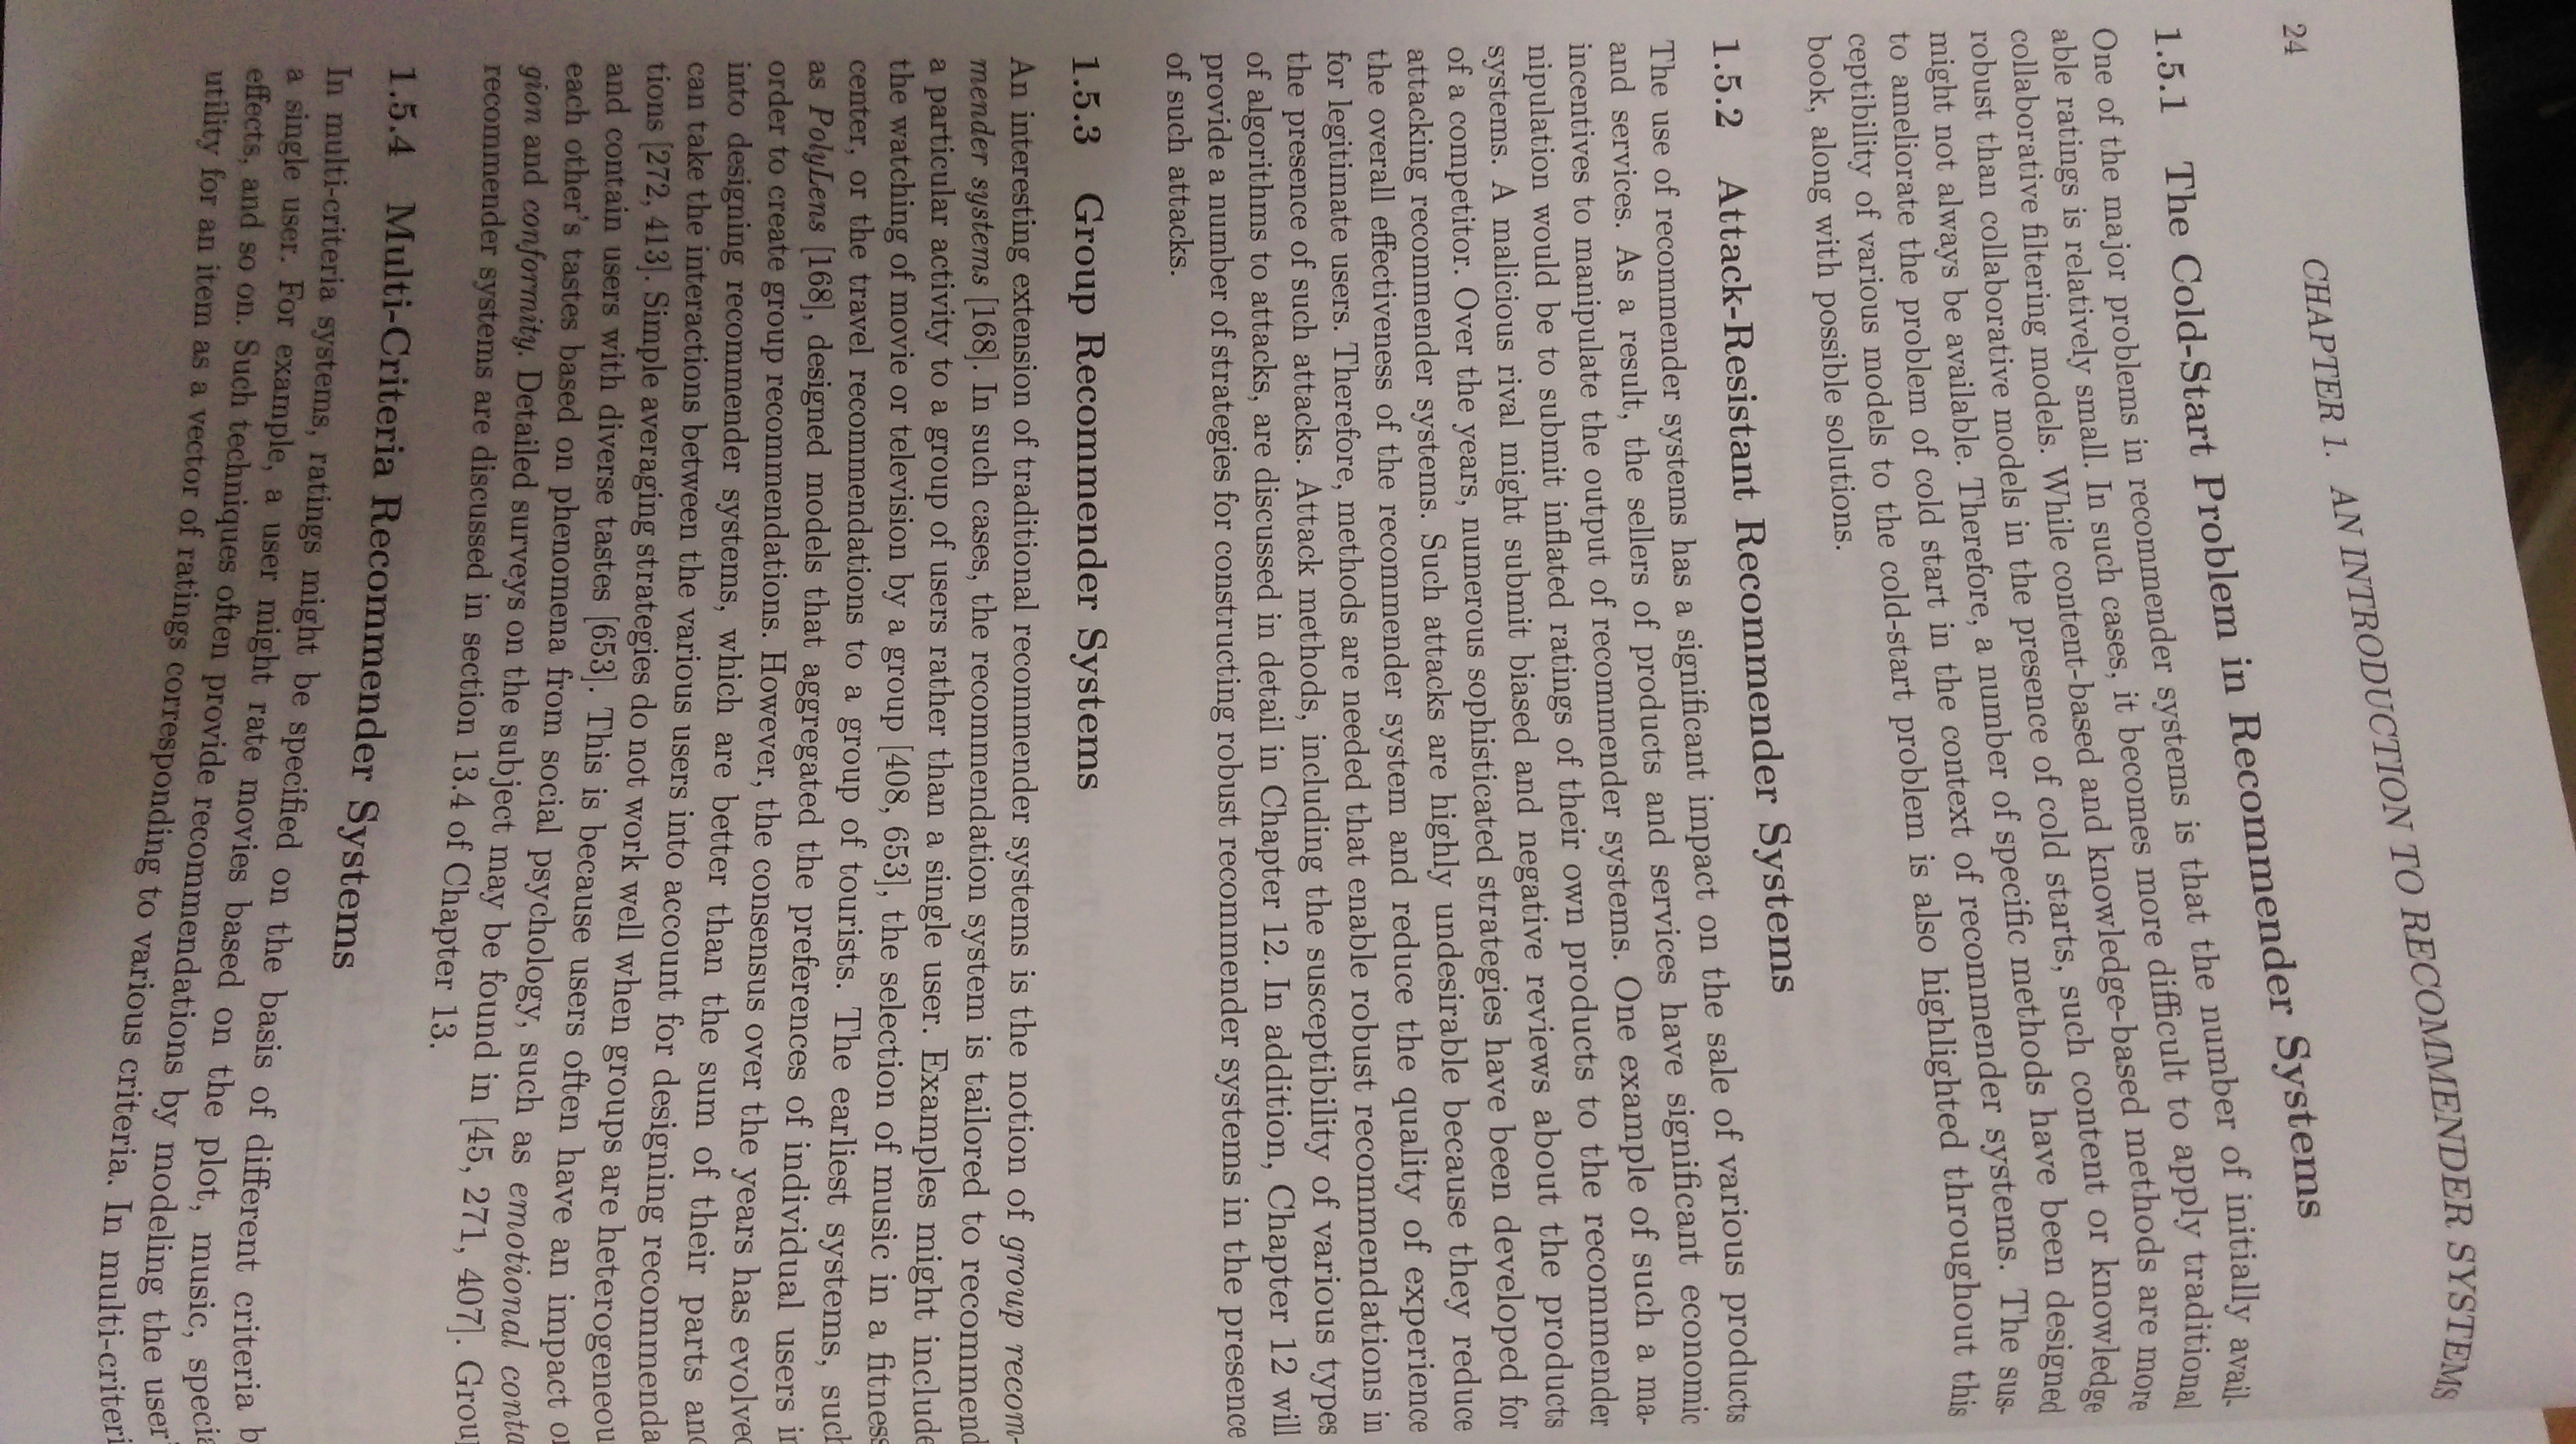 24 CHAPTER 1. AN INTRODUCTION TO RECOMMENDER SYSTEMS
1.5.1 The Cold-Start Problem in Recommender Systems
One of the major problems in recommender systems is that the number of initially avail-
able ratings is relatively small. In such cases, it becomes more difficult to apply traditional
collaborative filtering models. While content-based and knowledge-based methods are more
robust than collaborative models in the presence of cold starts, such content or knowledge
might not always be available. Therefore, a number of specific methods have been designed
to ameliorate the problem of cold start in the context of recommender systems. The sus-
ceptibility of various models to the cold-start problem is also highlighted throughout this
book, along with possible solutions.
1.5.2 Attack-Resistant Recommender Systems
The use of recommender systems has a significant impact on the sale of various products
and services. As a result, the sellers of products and services have significant economic
incentives to manipulate the output of recommender systems. One example of such a ma-
nipulation would be to submit inflated ratings of their own products to the recommender
systems. A malicious rival might submit biased and negative reviews about the products
of a competitor. Over the years, numerous sophisticated strategies have been developed for
attacking recommender systems. Such attacks are highly undesirable because they reduce
the overall effectiveness of the recommender system and reduce the quality of experience
for legitimate users. Therefore, methods are needed that enable robust recommendations in
the presence of such attacks. Attack methods, including the susceptibility of various types
of algorithms to attacks, are discussed in detail in Chapter 12. In addition, Chapter 12 will
provide a number of strategies for constructing robust recommender systems in the presence
of such attacks.
1.5.3 Group Recommender Systems
An interesting extension of traditional recommender systems is the notion of group recom-
mender systems [168]. In such cases, the recommendation system is tailored to recommend
a particular activity to a group of users rather than a single user. Examples might include
the watching of movie or television by a group [408, 653], the selection of music in a fitness
center, or the travel recommendations to a group of tourists. The earliest systems, such
as PolyLens [168], designed models that aggregated the preferences of individual users in
order to create group recommendations. However, the consensus over the years has evolved
into designing recommender systems, which are better than the sum of their parts and
can take the interactions between the various users into account for designing recommenda
tions [272, 413]. Simple averaging strategies do not work well when groups are heterogeneou
and contain users with diverse tastes [653]. This is because users often have an impact o
each other's tastes based on phenomena from social psychology, such as emotional conta
gion and conformity. Detailed surveys on the subject may be found in [45, 271, 407]. Grou
recommender systems are discussed in section 13.4 of Chapter 13.
1.5.4 Multi-Criteria Recommender Systems
In multi-criteria systems, ratings might be specified on the basis of different criteria b
a single user. For example, a user might rate movies based on the plot, music, specia
effects, and so on. Such techniques often provide recommendations by modeling the user'
utility for an item as a vector of ratings corresponding to various criteria. In multi-criteri